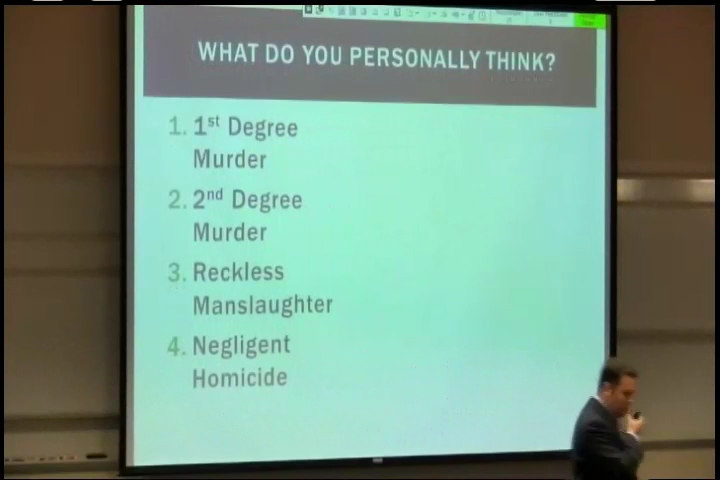 WHAT DO YOU PERSONALLY THINK?
1. 1st Degree
Murder
2. 2nd Degree
Murder
3. Reckless
Manslaughter
4. Negligent
Homicide